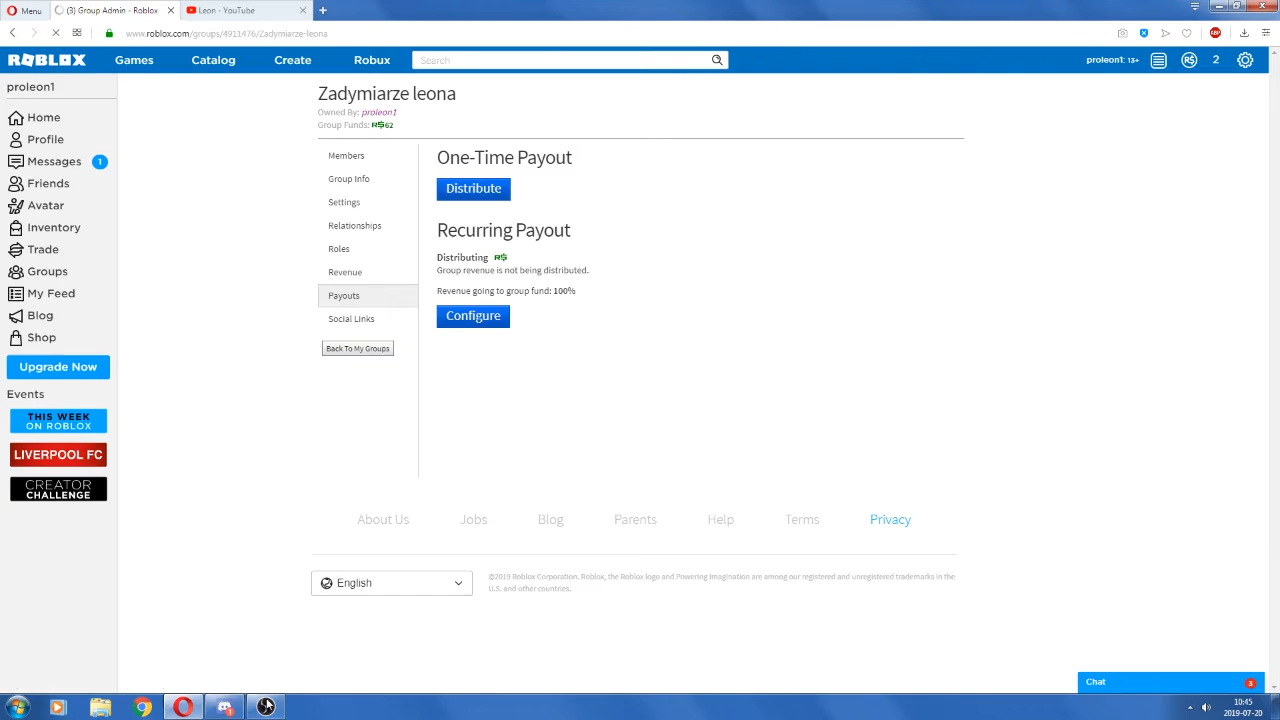 Menu
(3) Group Admin - Roblox
Leon - YouTube
www.roblox.com/groups/4911476/Zadymiarze-leona
ABP
ROBLOX
Games
Catalog
Create
Robux
Search
proleon1: 13+
R$
2
proleon1
Home
Profile
Messages 1
Friends
Avatar
Inventory
Trade
Groups
My Feed
Blog
Shop
Upgrade Now
Events
THIS WEEK
ON ROBLOX
LIVERPOOL FC
CREATOR
CHALLENGE
Zadymiarze leona
Owned By: proleon1
Group Funds: R$62
Members
Group Info
Settings
Relationships
Roles
Revenue
Payouts
Social Links
Back To My Groups
One-Time Payout
Distribute
Recurring Payout
Distributing R$
Group revenue is not being distributed.
Revenue going to group fund: 100%
Configure
About Us
Jobs
Blog
Parents
Help
Terms
Privacy
English
©2019 Roblox Corporation. Roblox, the Roblox logo and Powering Imagination are among our registered and unregistered trademarks in the
U.S. and other countries.
Chat
3
10:45
2019-07-20